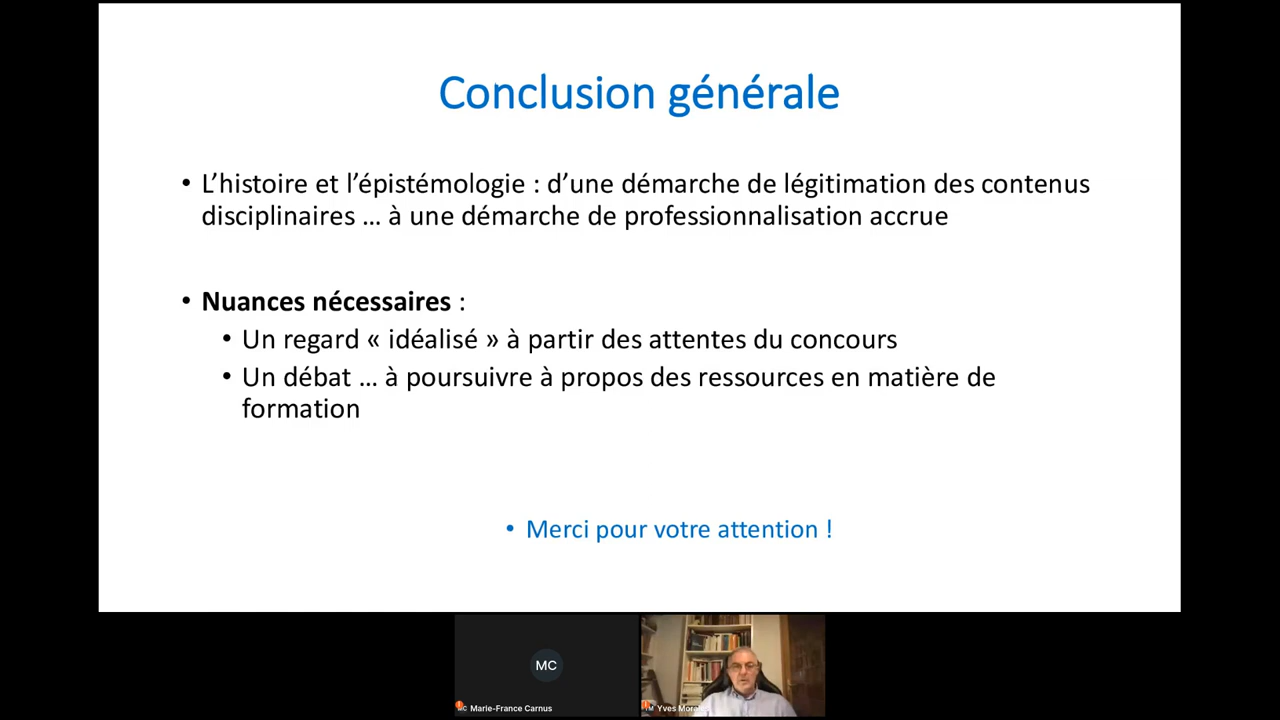 Conclusion générale
• L’histoire et l’épistémologie : d’une démarche de légitimation des contenus
disciplinaires … à une démarche de professionnalisation accrue
• Nuances nécessaires :
• Un regard « idéalisé » à partir des attentes du concours
• Un débat … à poursuivre à propos des ressources en matière de
formation
• Merci pour votre attention !
MC
Marie-France Carnus
Yves Morales